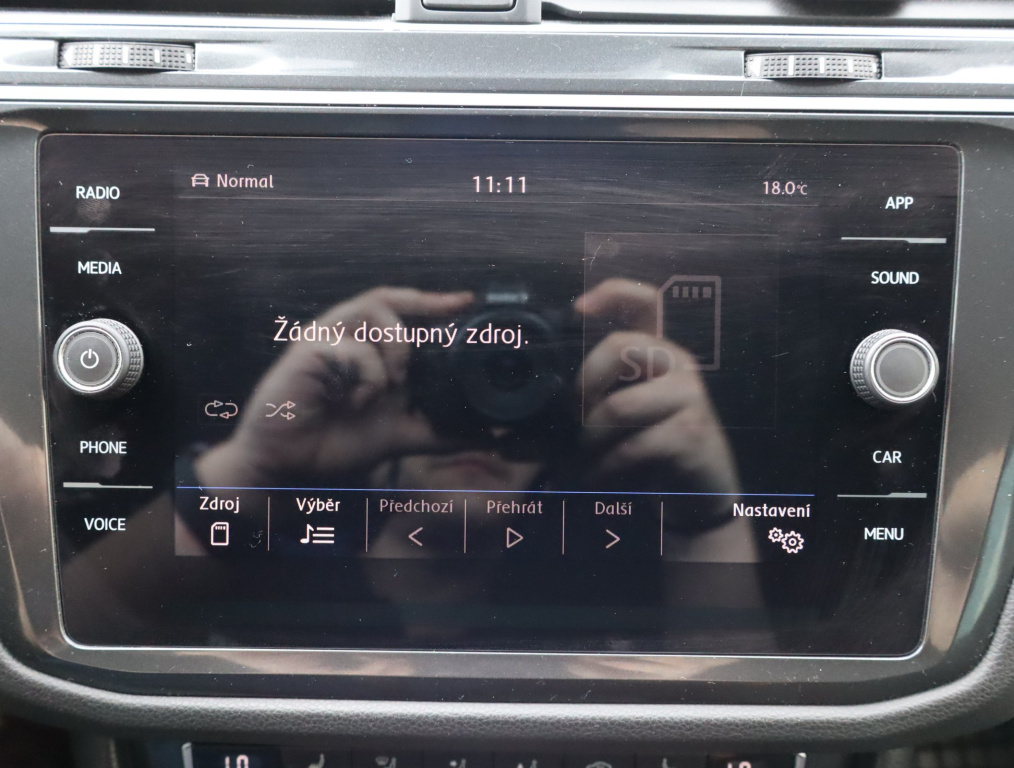 RADIO
MEDIA
PHONE
VOICE
Normal
11:11
18.0°C
Žádný dostupný zdroj.
SD
Zdroj
Výběr
Předchozí
Přehrát
Další
Nastavení
APP
SOUND
CAR
MENU